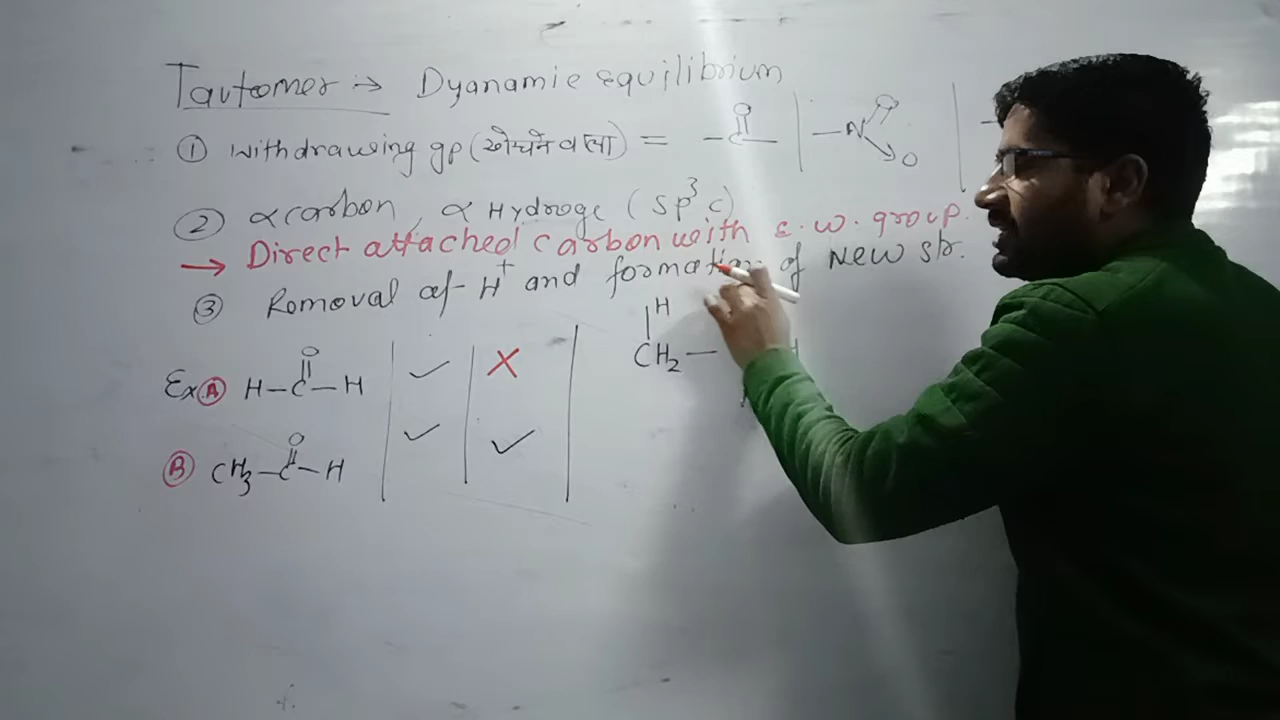 Tautomer → Dyanamic Equilibrium
① withdrawing gp (खींचने वाला) = -C(=O)- | -N(=O)→O |
② α carbon, α Hydroge (sp³ c)
→ Direct attached carbon with E.W. group.
③ Romoval of H⁺ and formation of New str.
Ex Ⓐ H-C(=O)-H | ✓ | ✗ |
Ⓑ CH₃-C(=O)-H | ✓ | ✓ |
H
CH₂-
H